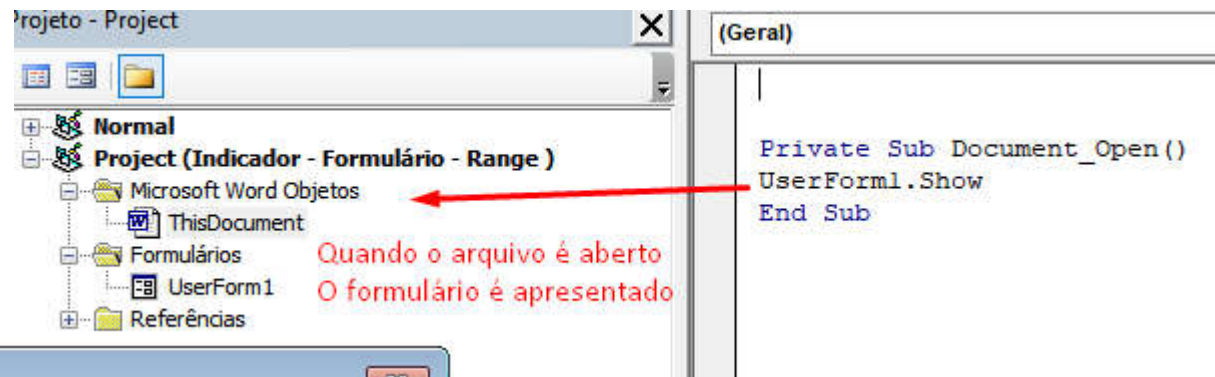 Projeto - Project
(Geral)
Normal
Project (Indicador - Formulário - Range )
Microsoft Word Objetos
ThisDocument
Formulários
UserForm1
Referências
Quando o arquivo é aberto
O formulário é apresentado
Private Sub Document_Open()
UserForm1.Show
End Sub